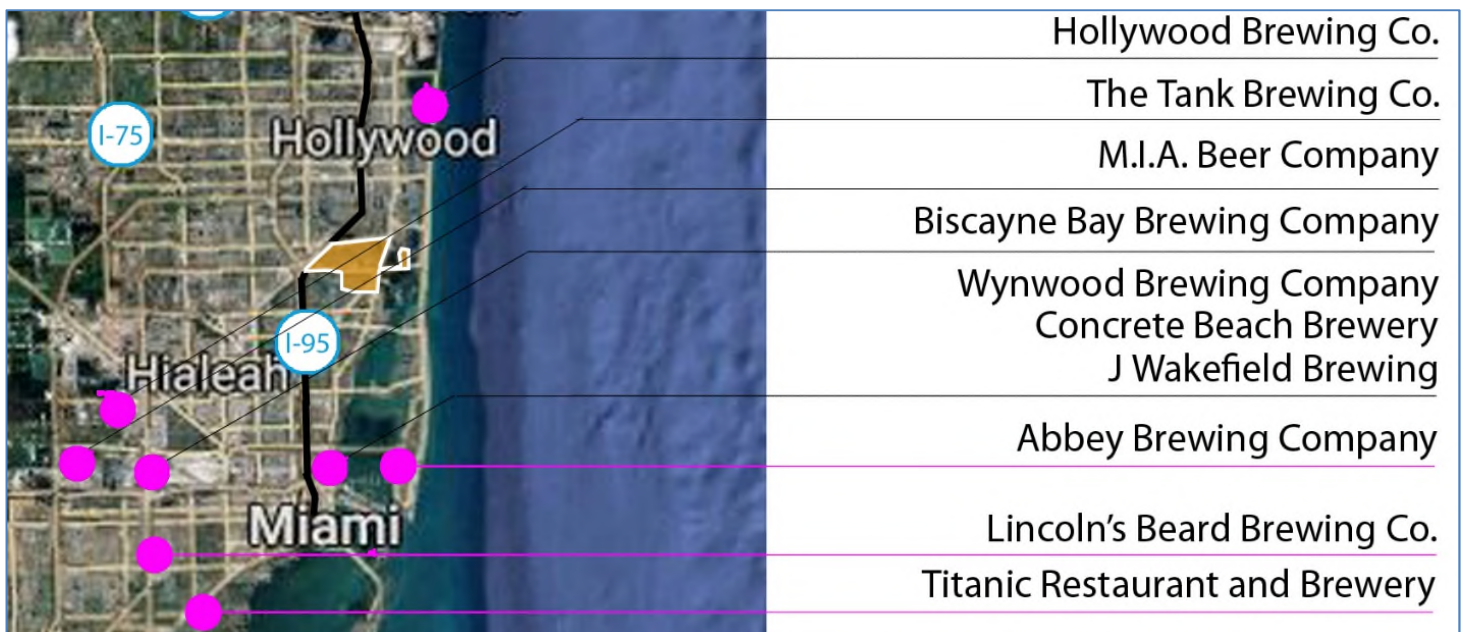 Hollywood Brewing Co.
The Tank Brewing Co.
I-75
Hollywood
M.I.A. Beer Company
Biscayne Bay Brewing Company
Wynwood Brewing Company
Concrete Beach Brewery
I-95
Hialeah
J Wakefield Brewing
Abbey Brewing Company
Miami
Lincoln's Beard Brewing Co.
Titanic Restaurant and Brewery